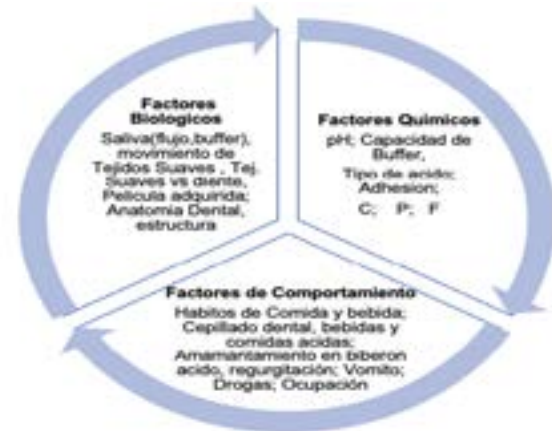 Factores
Biologicos
Saliva(flujo,buffer),
movimiento de
Tejidos Suaves , Tej.
Suaves vs diente,
Pelicula adquirida;
Anatomia Dental,
estructura
Factores Quimicos
pH; Capacidad de
Buffer,
Tipo de acido;
Adhesion;
C; P; F
Factores de Comportamiento
Habitos de Comida y bebida;
Cepillado dental, bebidas y
comidas acidas;
Amamantamiento en biberon
acido, regurgitación; Vomito;
Drogas; Ocupación